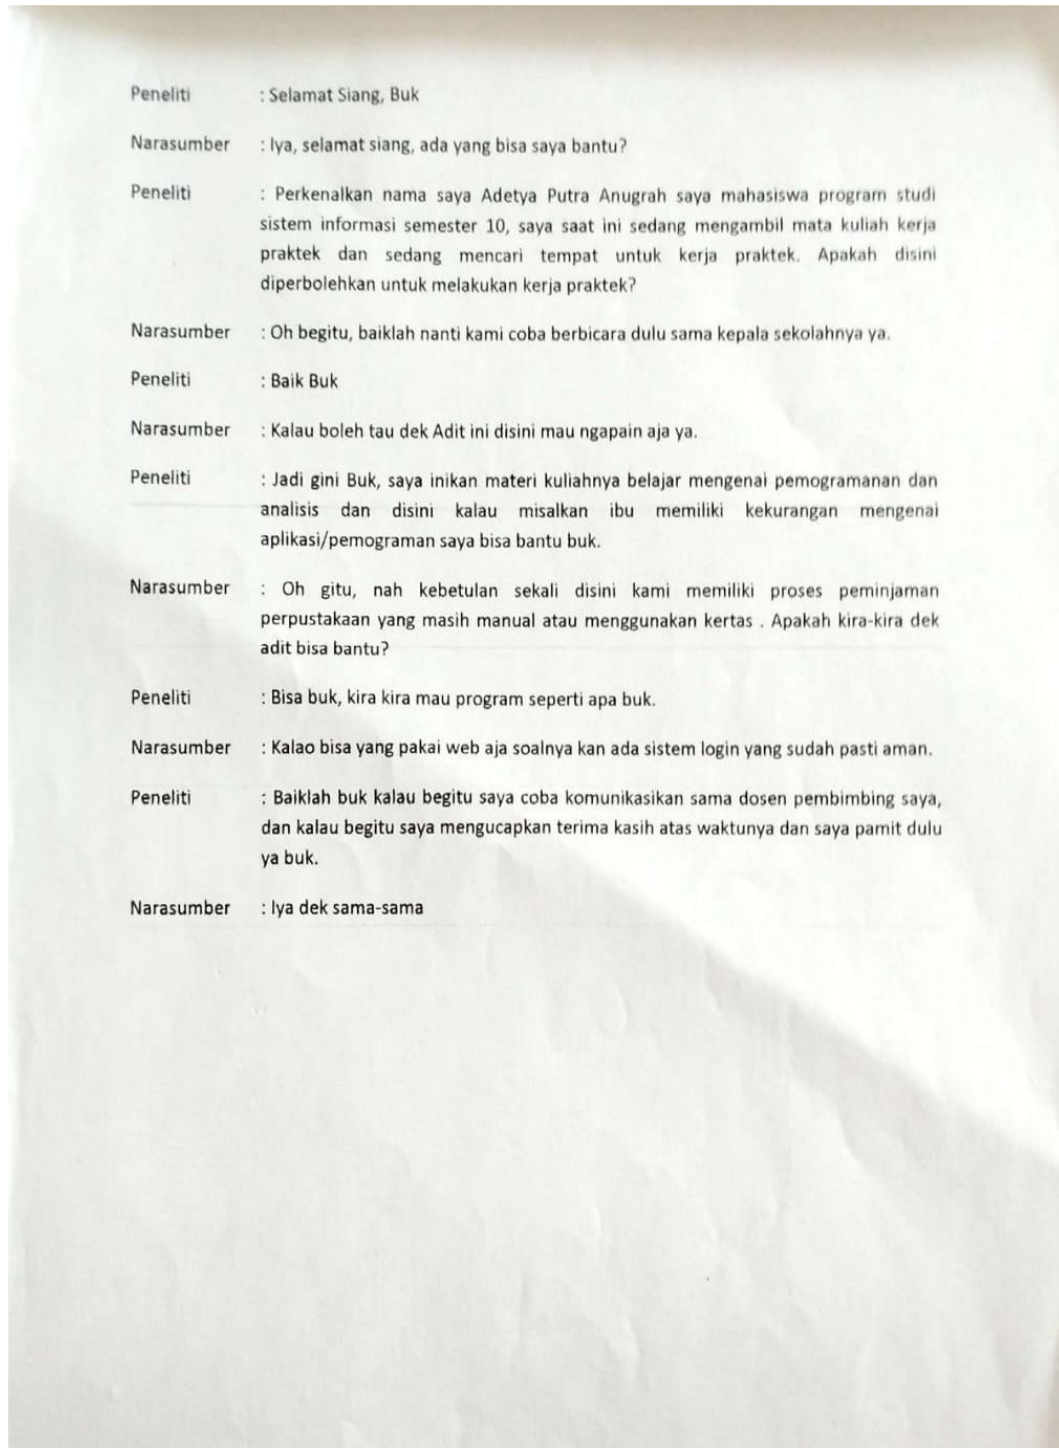 Peneliti : Selamat Siang, Buk
Narasumber : Iya, selamat siang, ada yang bisa saya bantu?
Peneliti : Perkenalkan nama saya Adetya Putra Anugrah saya mahasiswa program studi
sistem informasi semester 10, saya saat ini sedang mengambil mata kuliah kerja
praktek dan sedang mencari tempat untuk kerja praktek. Apakah disini
diperbolehkan untuk melakukan kerja praktek?
Narasumber : Oh begitu, baiklah nanti kami coba berbicara dulu sama kepala sekolahnya ya.
Peneliti : Baik Buk
Narasumber : Kalau boleh tau dek Adit ini disini mau ngapain aja ya.
Peneliti : Jadi gini Buk, saya inikan materi kuliahnya belajar mengenai pemogramanan dan
analisis dan disini kalau misalkan ibu memiliki kekurangan mengenai
aplikasi/pemograman saya bisa bantu buk.
Narasumber : Oh gitu, nah kebetulan sekali disini kami memiliki proses peminjaman
perpustakaan yang masih manual atau menggunakan kertas . Apakah kira-kira dek
adit bisa bantu?
Peneliti : Bisa buk, kira kira mau program seperti apa buk.
Narasumber : Kalao bisa yang pakai web aja soalnya kan ada sistem login yang sudah pasti aman.
Peneliti : Baiklah buk kalau begitu saya coba komunikasikan sama dosen pembimbing saya,
dan kalau begitu saya mengucapkan terima kasih atas waktunya dan saya pamit dulu
ya buk.
Narasumber : Iya dek sama-sama